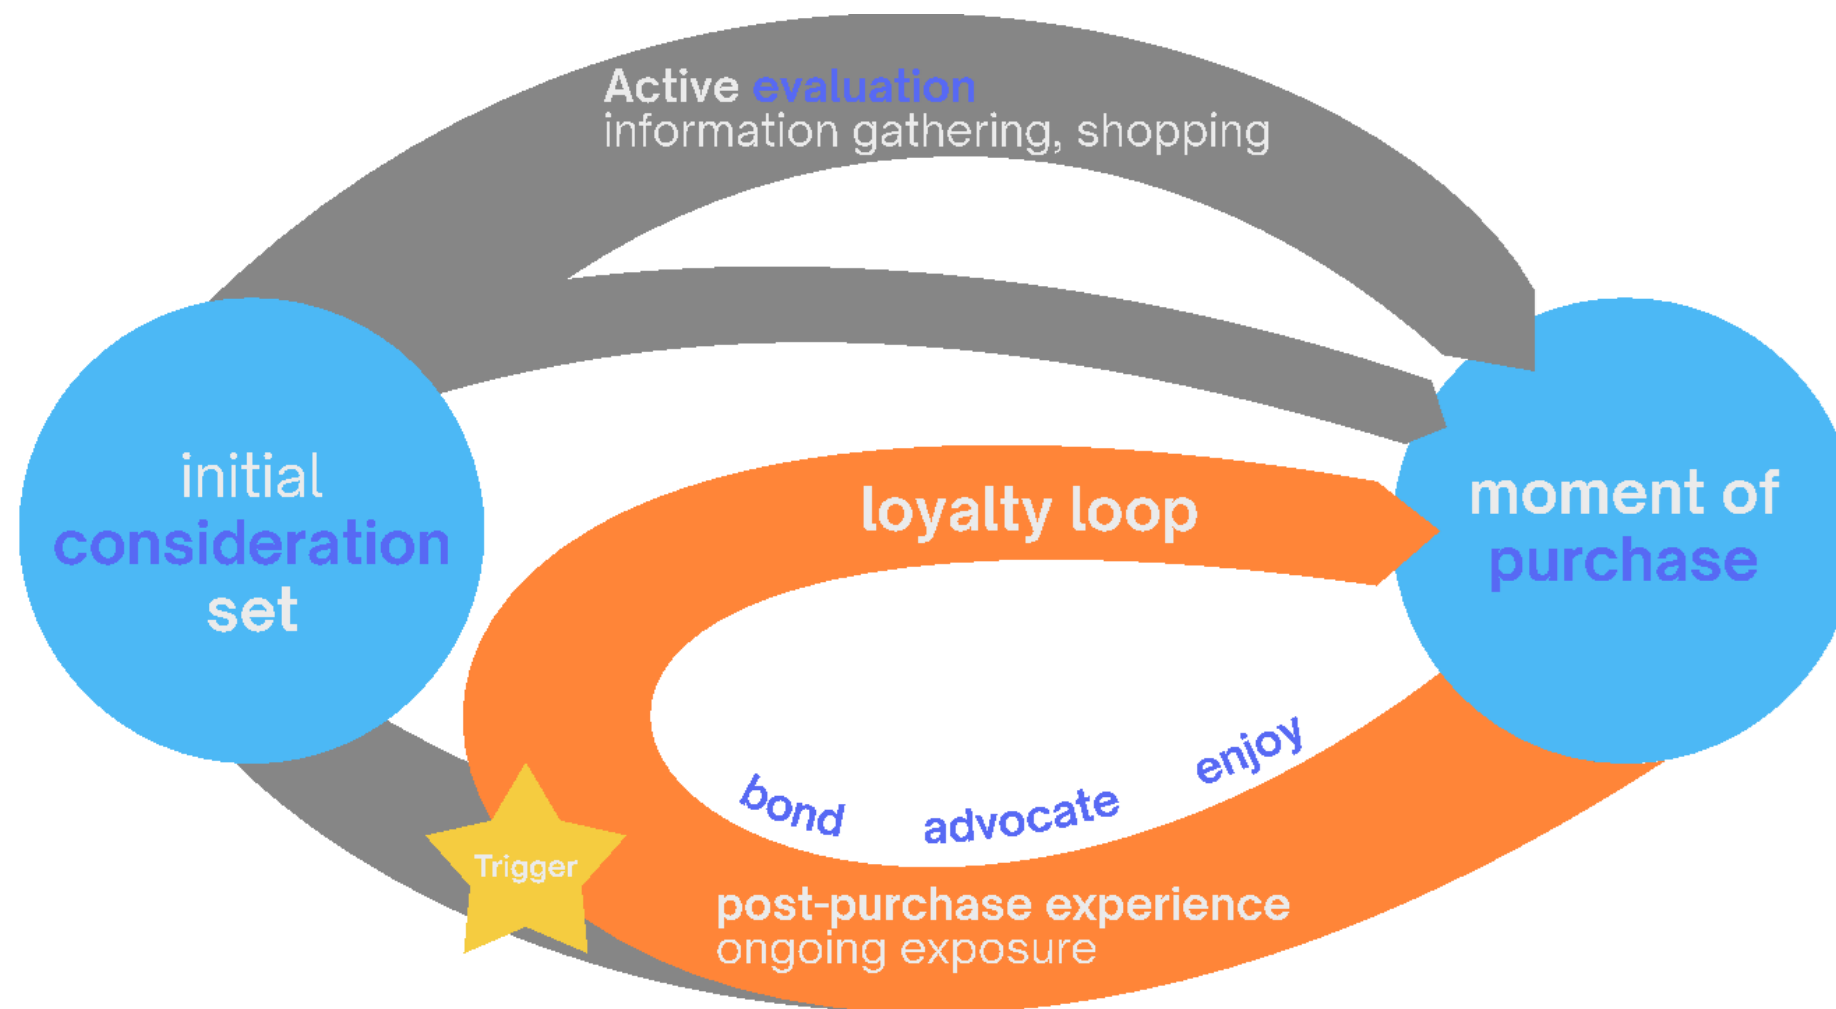 Active evaluation
information gathering, shopping
initial
consideration
set
loyalty loop
moment of
purchase
bond
advocate
enjoy
Trigger
post-purchase experience
ongoing exposure